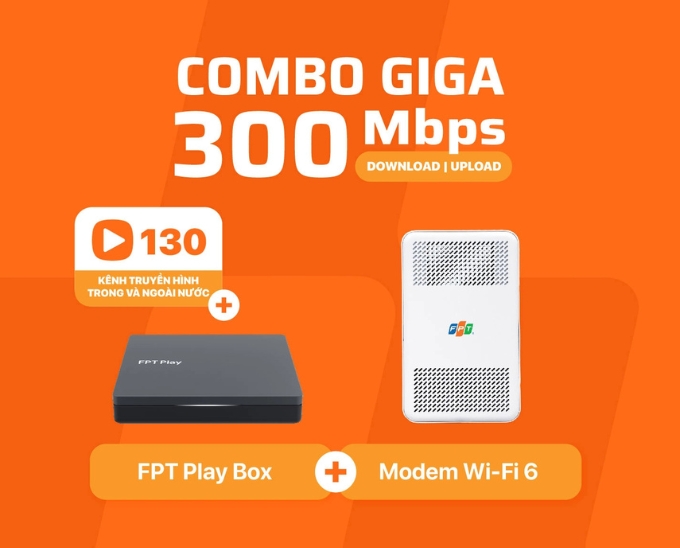 COMBO GIGA
300 Mbps
DOWNLOAD | UPLOAD
130
KÊNH TRUYỀN HÌNH
TRONG VÀ NGOÀI NƯỚC
+
FPT Play
FPT
FPT Play Box + Modem Wi-Fi 6